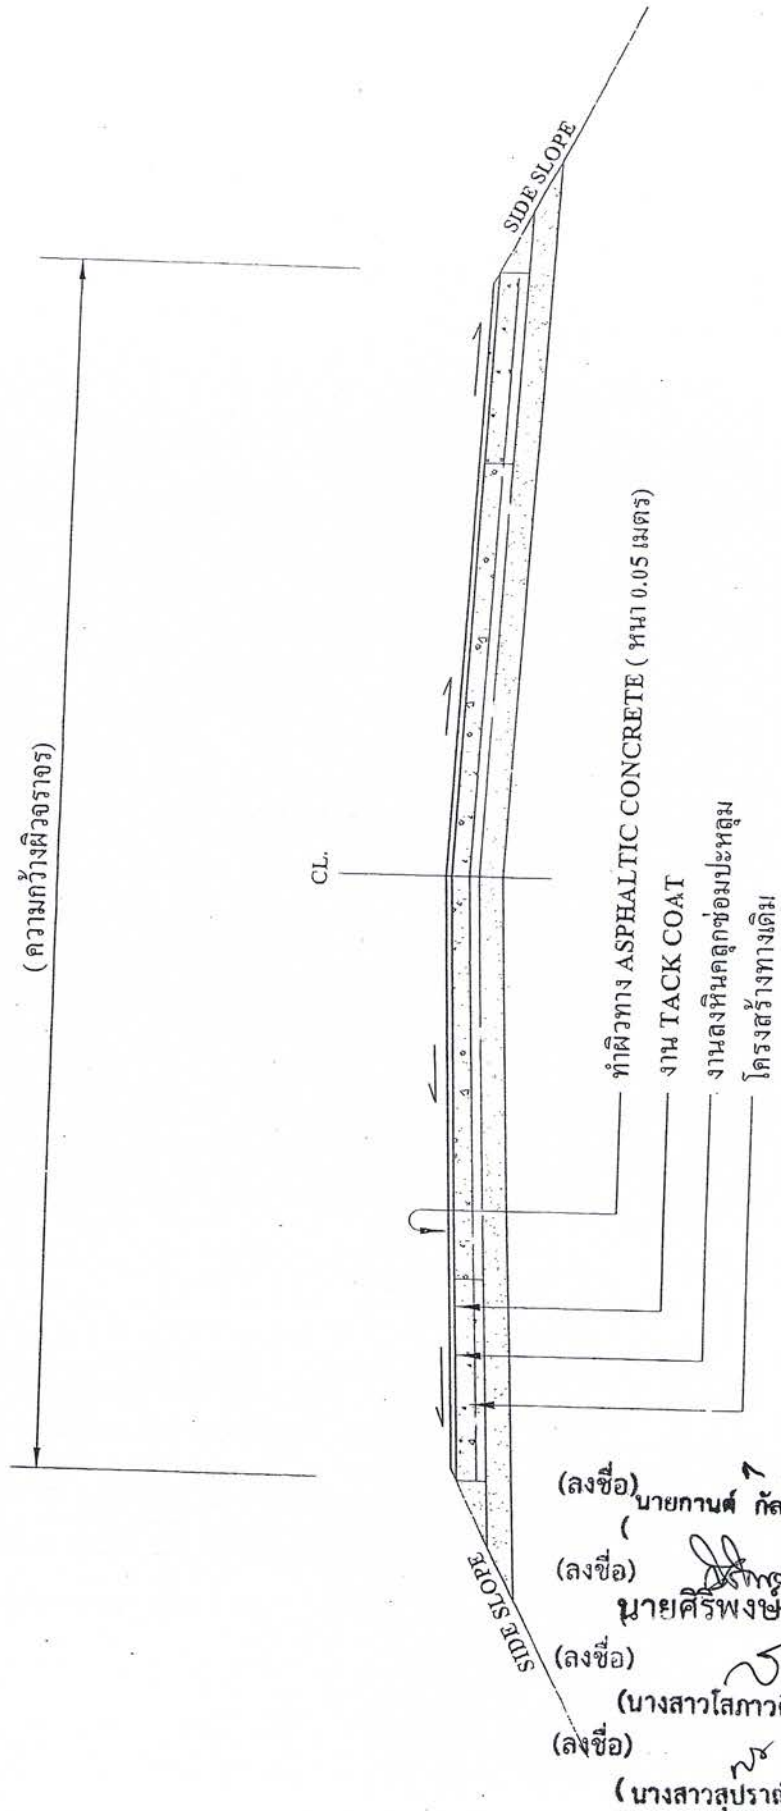 (ความกว้างผิวจราจร)
CL.
SIDE SLOPE
SIDE SLOPE
ทำผิวทาง ASPHALTIC CONCRETE ( หนา 0.05 เมตร)
งาน TACK COAT
งานลงหินคลุกซ่อมปะหลุม
โครงสร้างทางเดิม
(ลงชื่อ)
นายกานต์
(
(ลงชื่อ)
นายศิริพงษ์
(ลงชื่อ)
(นางสาวโสภาว
(ลงชื่อ)
(นางสาวสุปราณ